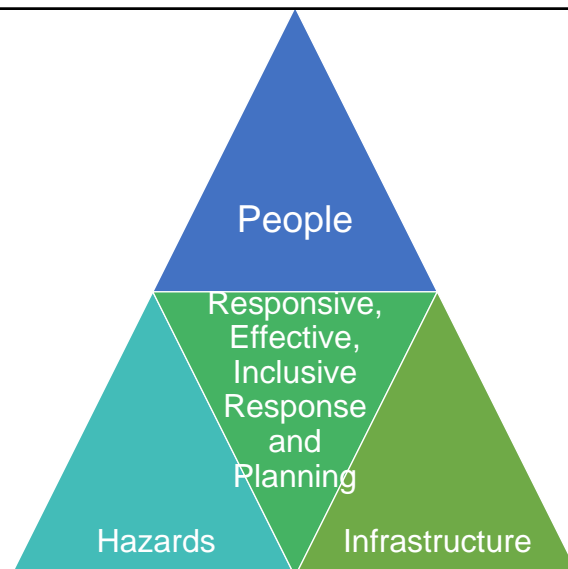 People
Responsive,
Effective,
Inclusive
Response
and
Planning
Hazards
Infrastructure